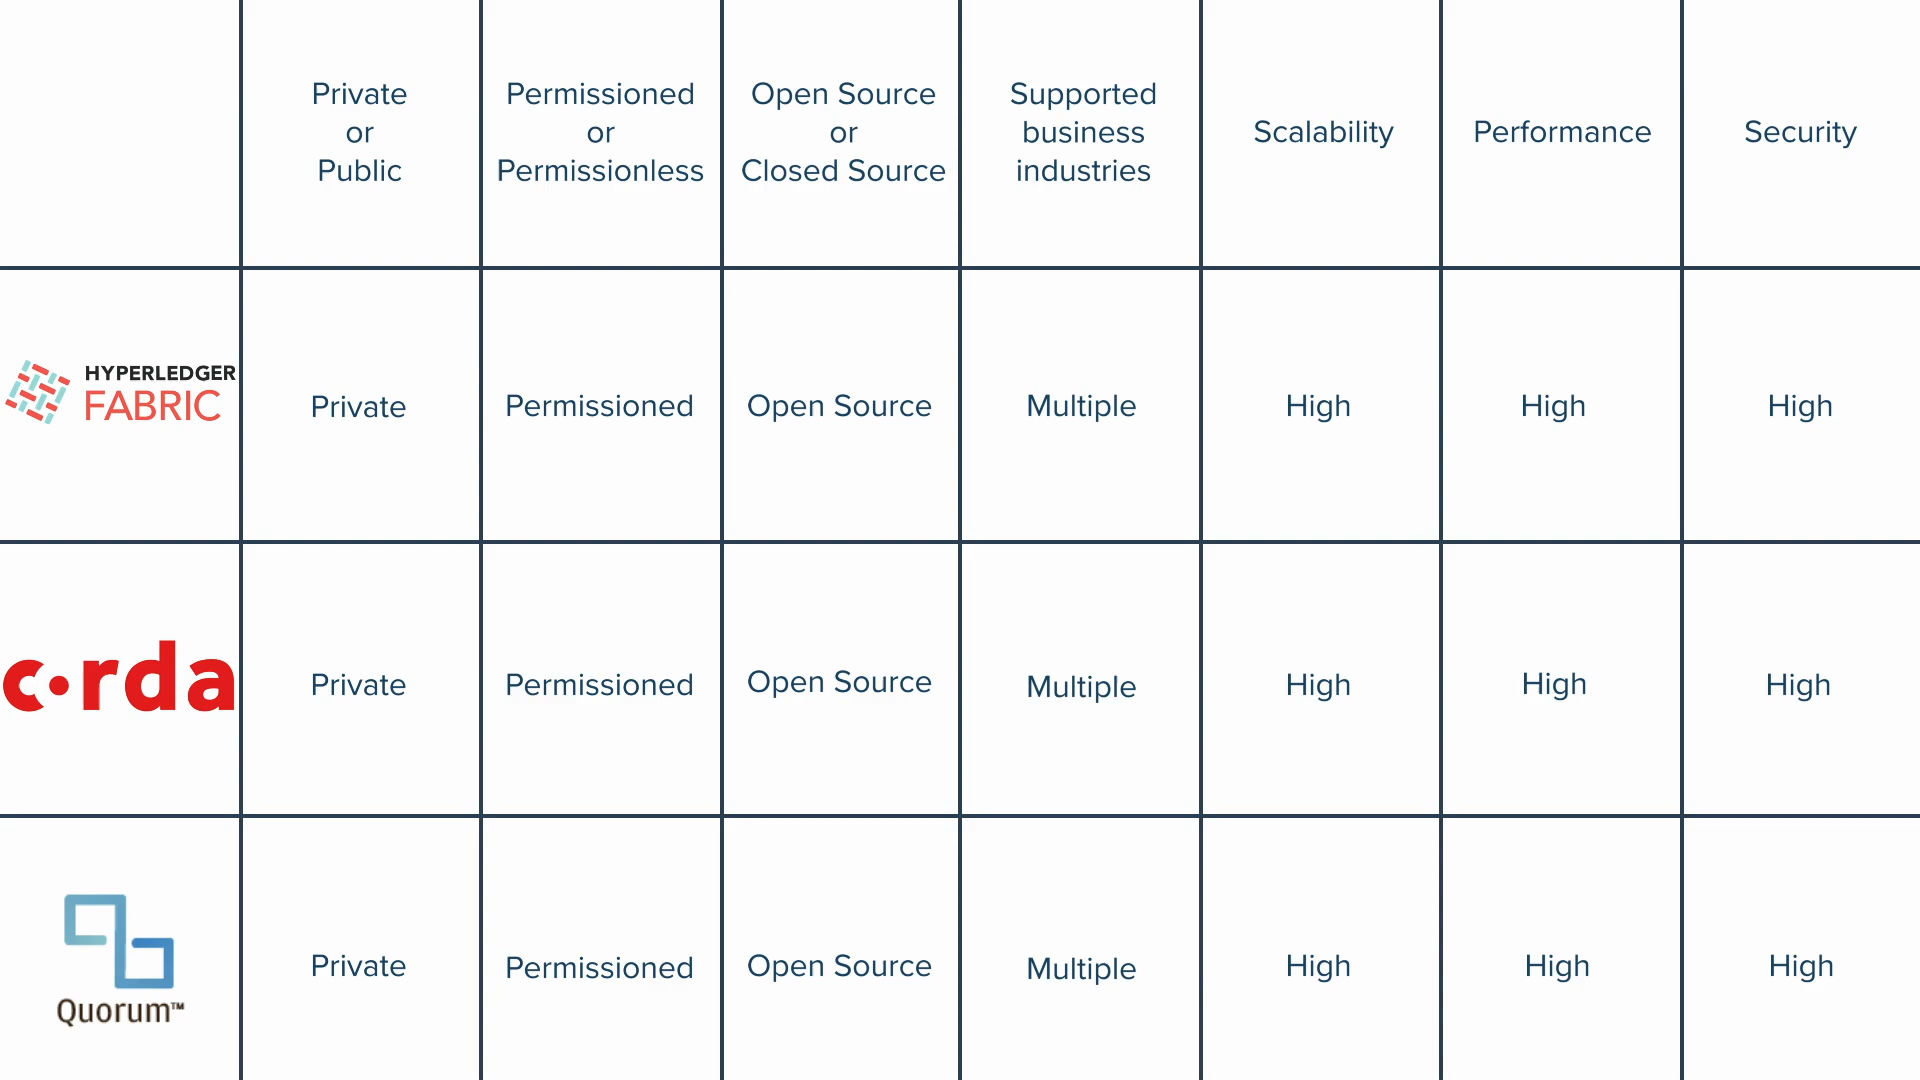 Private
or
Public
Permissioned
or
Permissionless
Open Source
or
Closed Source
Supported
business
industries
Scalability
Performance
Security
HYPERLEDGER
FABRIC
Private
Permissioned
Open Source
Multiple
High
High
High
c·rda
Private
Permissioned
Open Source
Multiple
High
High
High
Quorum™
Private
Permissioned
Open Source
Multiple
High
High
High